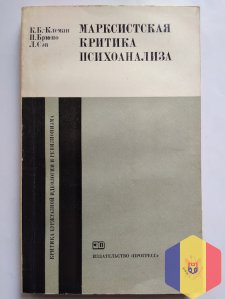 К. Б. Клеман
П. Брюно
Л. Сэв
МАРКСИСТСКАЯ
КРИТИКА
ПСИХОАНАЛИЗА
КРИТИКА БУРЖУАЗНОЙ ИДЕОЛОГИИ И РЕВИЗИОНИЗМА
ИЗДАТЕЛЬСТВО «ПРОГРЕСС»